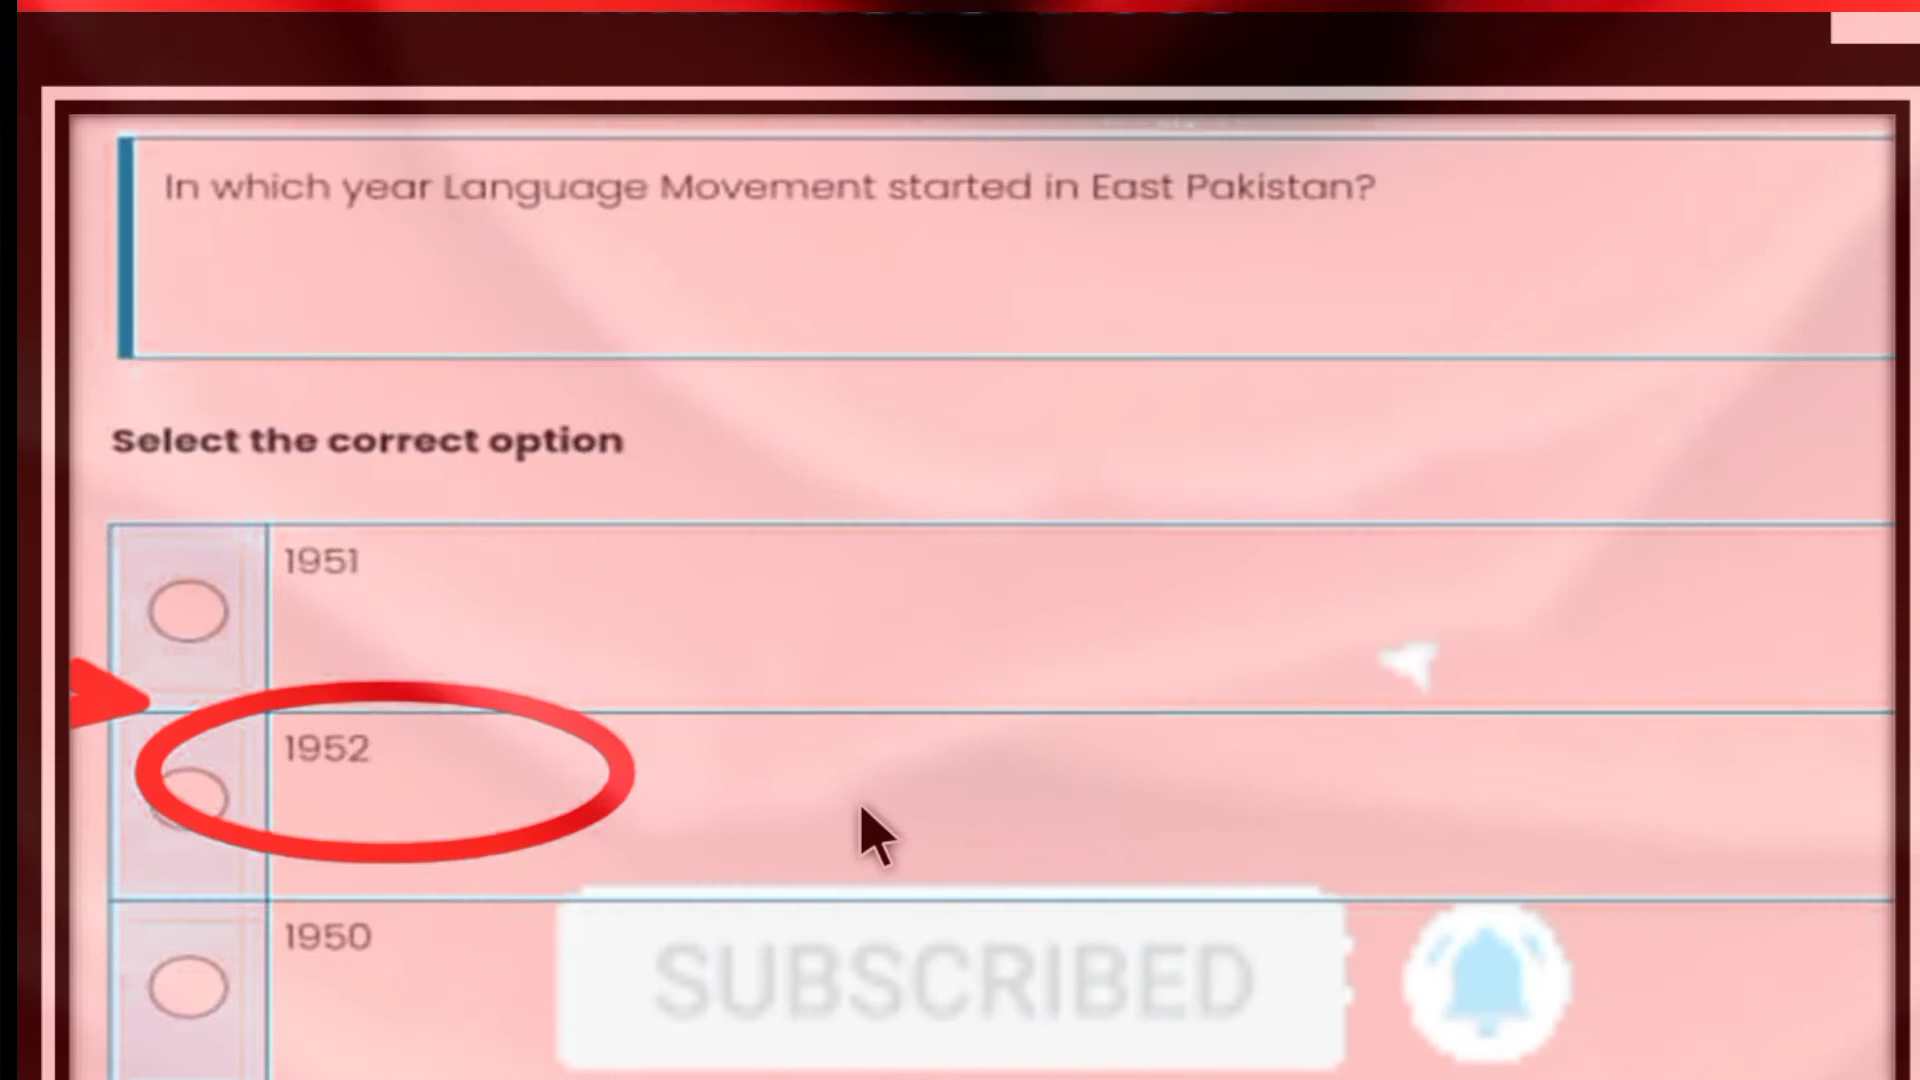 In which year Language Movement started in East Pakistan?
Select the correct option
1951
1952
1950
SUBSCRIBED